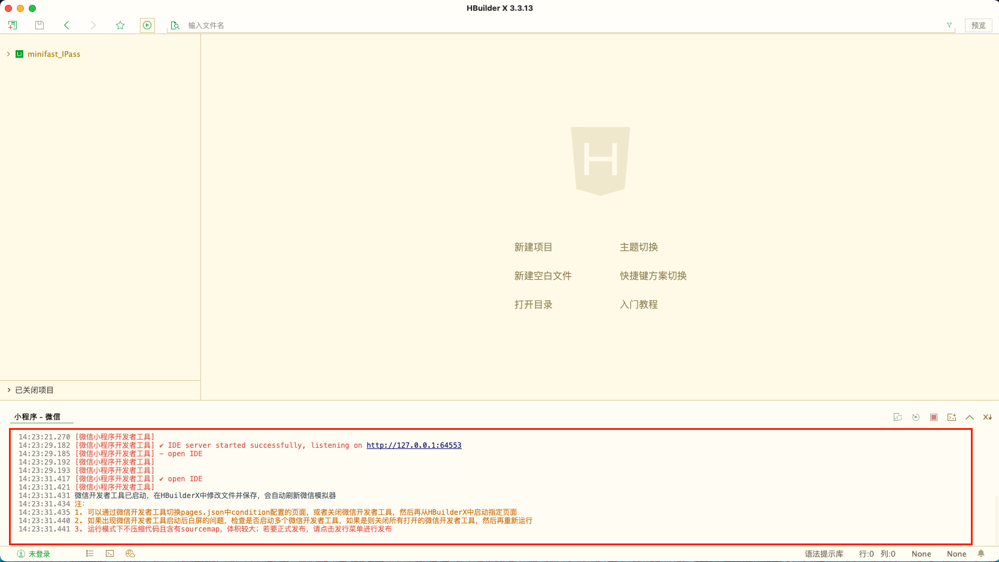 HBuilder X 3.3.13
输入文件名
预览
minifast_IPass
新建项目
主题切换
新建空白文件
快捷键方案切换
打开目录
入门教程
已关闭项目
小程序 - 微信
14:23:21.270 [微信小程序开发者工具]
14:23:29.182 [微信小程序开发者工具] ✔ IDE server started successfully, listening on http://127.0.0.1:64553
14:23:29.185 [微信小程序开发者工具] - open IDE
14:23:29.192 [微信小程序开发者工具]
14:23:29.193 [微信小程序开发者工具]
14:23:31.417 [微信小程序开发者工具] ✔ open IDE
14:23:31.421 [微信小程序开发者工具]
14:23:31.431 微信开发者工具已启动，在HBuilderX中修改文件并保存，会自动刷新微信模拟器
14:23:31.434 注：
14:23:31.435 1. 可以通过微信开发者工具切换pages.json中condition配置的页面，或者关闭微信开发者工具，然后再从HBuilderX中启动指定页面
14:23:31.440 2. 如果出现微信开发者工具启动后白屏的问题，检查是否启动多个微信开发者工具，如果是则关闭所有打开的微信开发者工具，然后再重新运行
14:23:31.441 3. 运行模式下不压缩代码且含有sourcemap，体积较大；若要正式发布，请点击发行菜单进行发布
未登录
语法提示库 行:0 列:0 None None